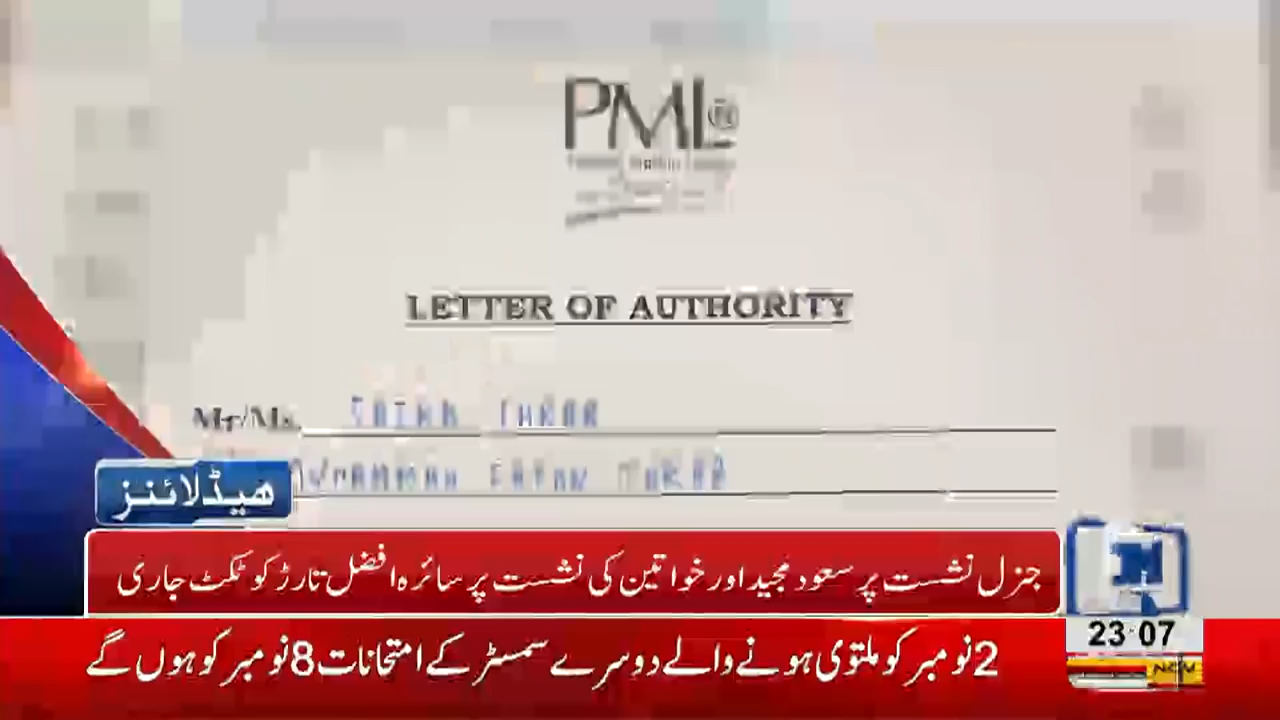 PML
LETTER OF AUTHORITY
Mr/Ms.
ھیڈلائنز
جنرل نشست پر سعود مجید اور خواتین کی نشست پر سائرہ افضل تارڑ کو ٹکٹ جاری
23:07
2 نومبر کو ملتوی ہونے والے دوسرے سمسٹر کے امتحانات 8 نومبر کو ہوں گے